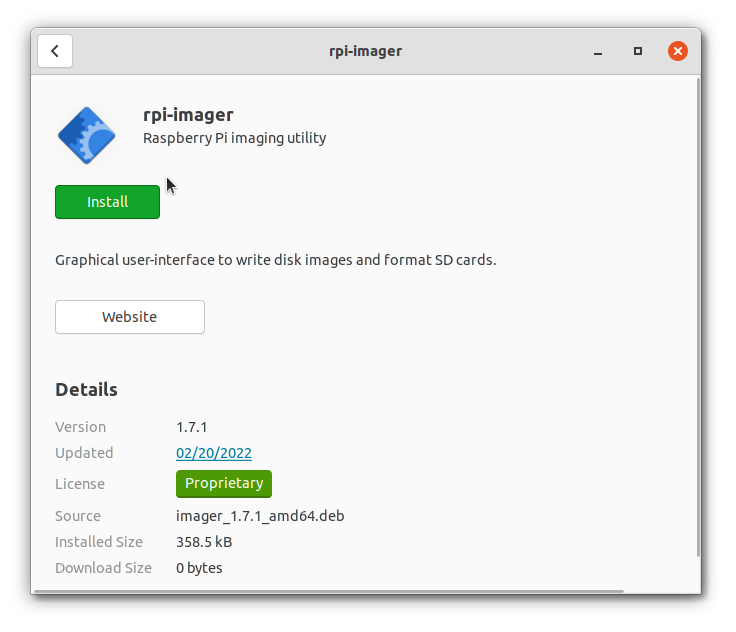 rpi-imager
rpi-imager
Raspberry Pi imaging utility
Install
Graphical user-interface to write disk images and format SD cards.
Website
Details
Version 1.7.1
Updated 02/20/2022
License Proprietary
Source imager_1.7.1_amd64.deb
Installed Size 358.5 kB
Download Size 0 bytes